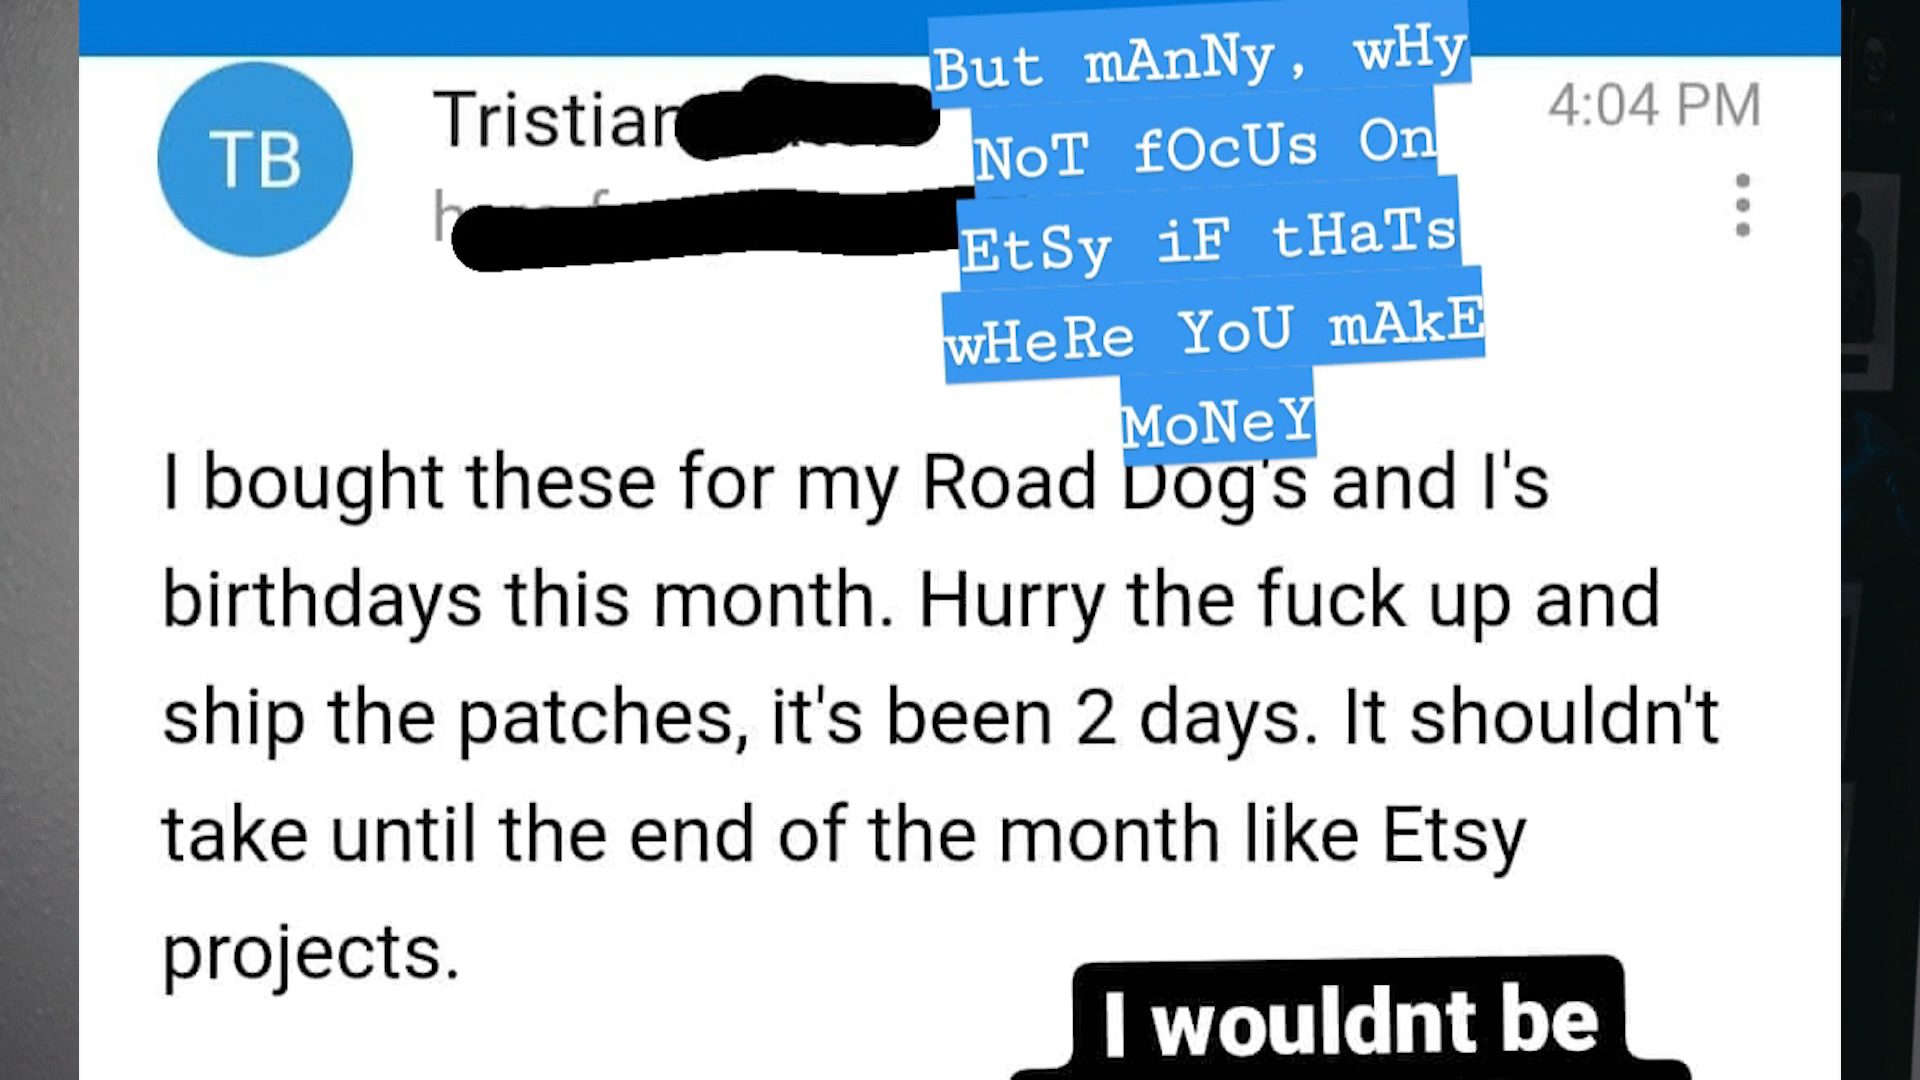 But mAnNy, wHy
NoT fOcUs On
EtSy iF tHaTs
wHeRe YoU mAkE
MoNeY
TB
Tristian
4:04 PM
I bought these for my Road Dog's and I's
birthdays this month. Hurry the fuck up and
ship the patches, it's been 2 days. It shouldn't
take until the end of the month like Etsy
projects.
I wouldnt be